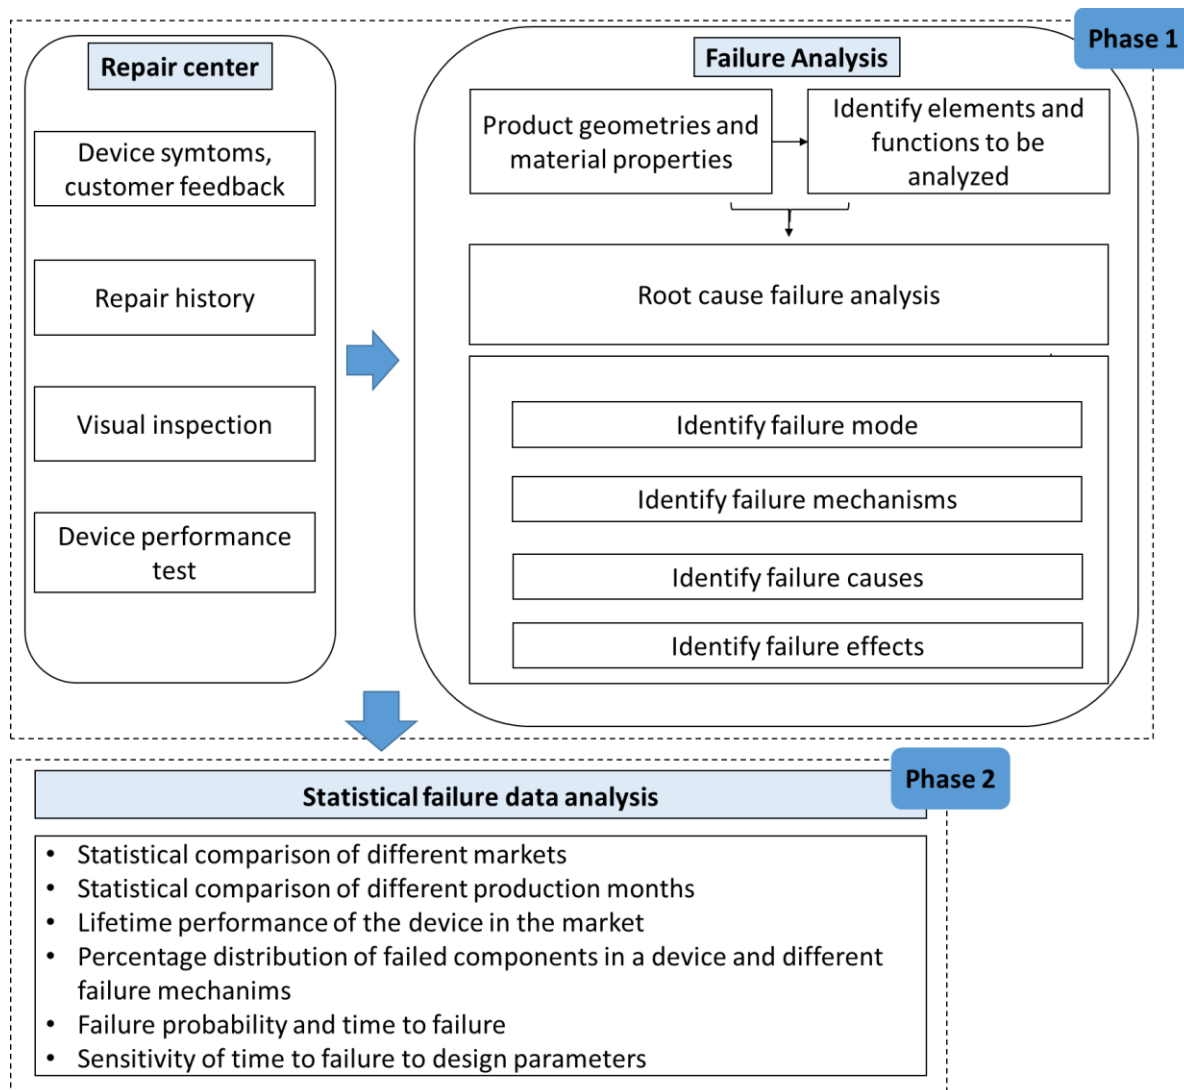 Phase 1
Repair center
Device symtoms,
customer feedback
Repair history
Visual inspection
Device performance
test
Failure Analysis
Product geometries and
material properties
Identify elements and
functions to be
analyzed
Root cause failure analysis
Identify failure mode
Identify failure mechanisms
Identify failure causes
Identify failure effects
Phase 2
Statistical failure data analysis
• Statistical comparison of different markets
• Statistical comparison of different production months
• Lifetime performance of the device in the market
• Percentage distribution of failed components in a device and different
failure mechanims
• Failure probability and time to failure
• Sensitivity of time to failure to design parameters